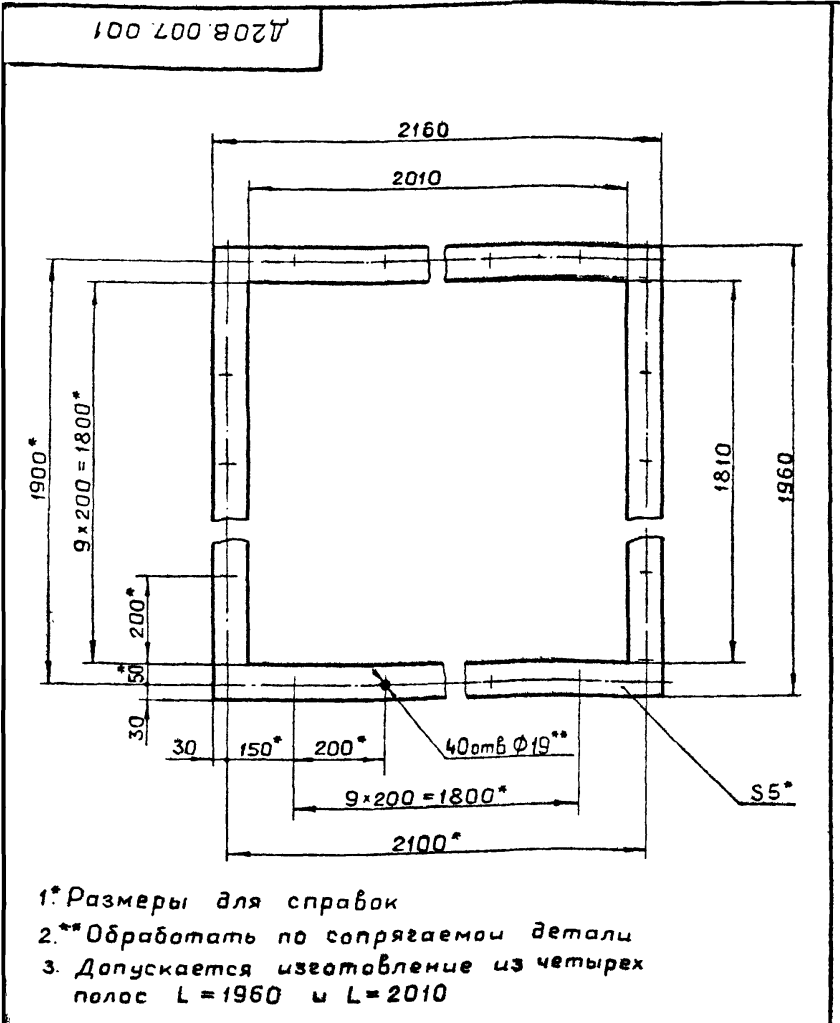 Д208.007.001
2160
2010
1900*
9×200=1800*
200*
50*
30
1810
1960
30
150*
200*
40отв Ф19**
9×200=1800*
S5*
2100*
1.* Размеры для справок
2.** Обработать по сопрягаемой детали
3. Допускается изготовление из четырех
полос L=1960 и L=2010